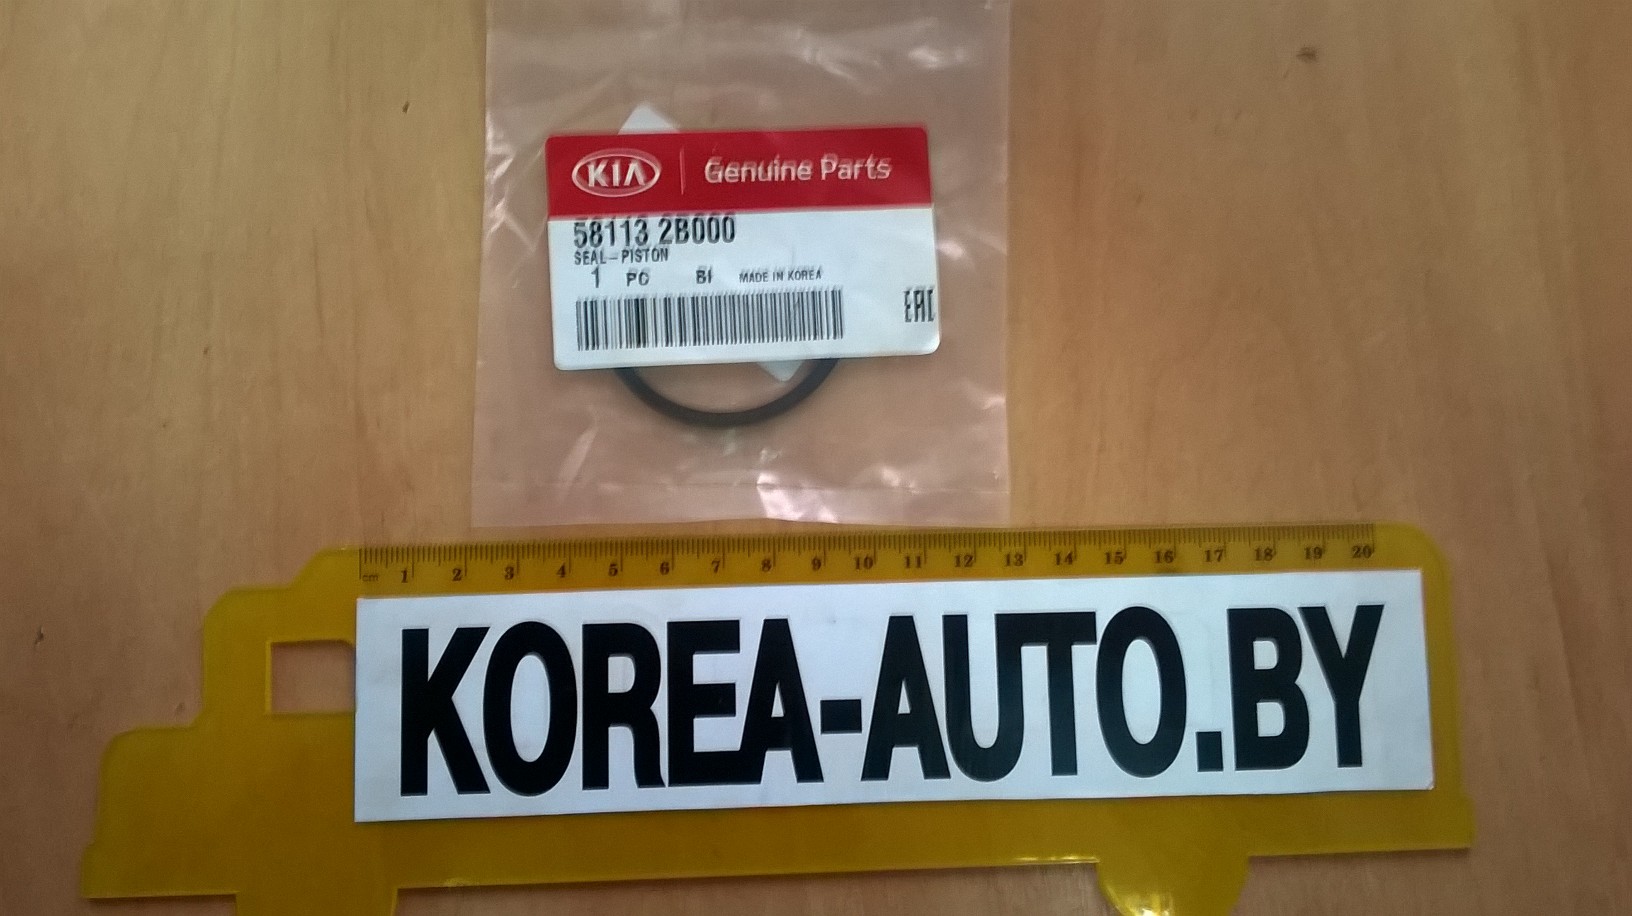 KIA Genuine Parts
58113 2B000
SEAL-PISTON
1 PC BI MADE IN KOREA
EAC
cm 1 2 3 4 5 6 7 8 9 10 11 12 13 14 15 16 17 18 19 20
KOREA-AUTO.BY